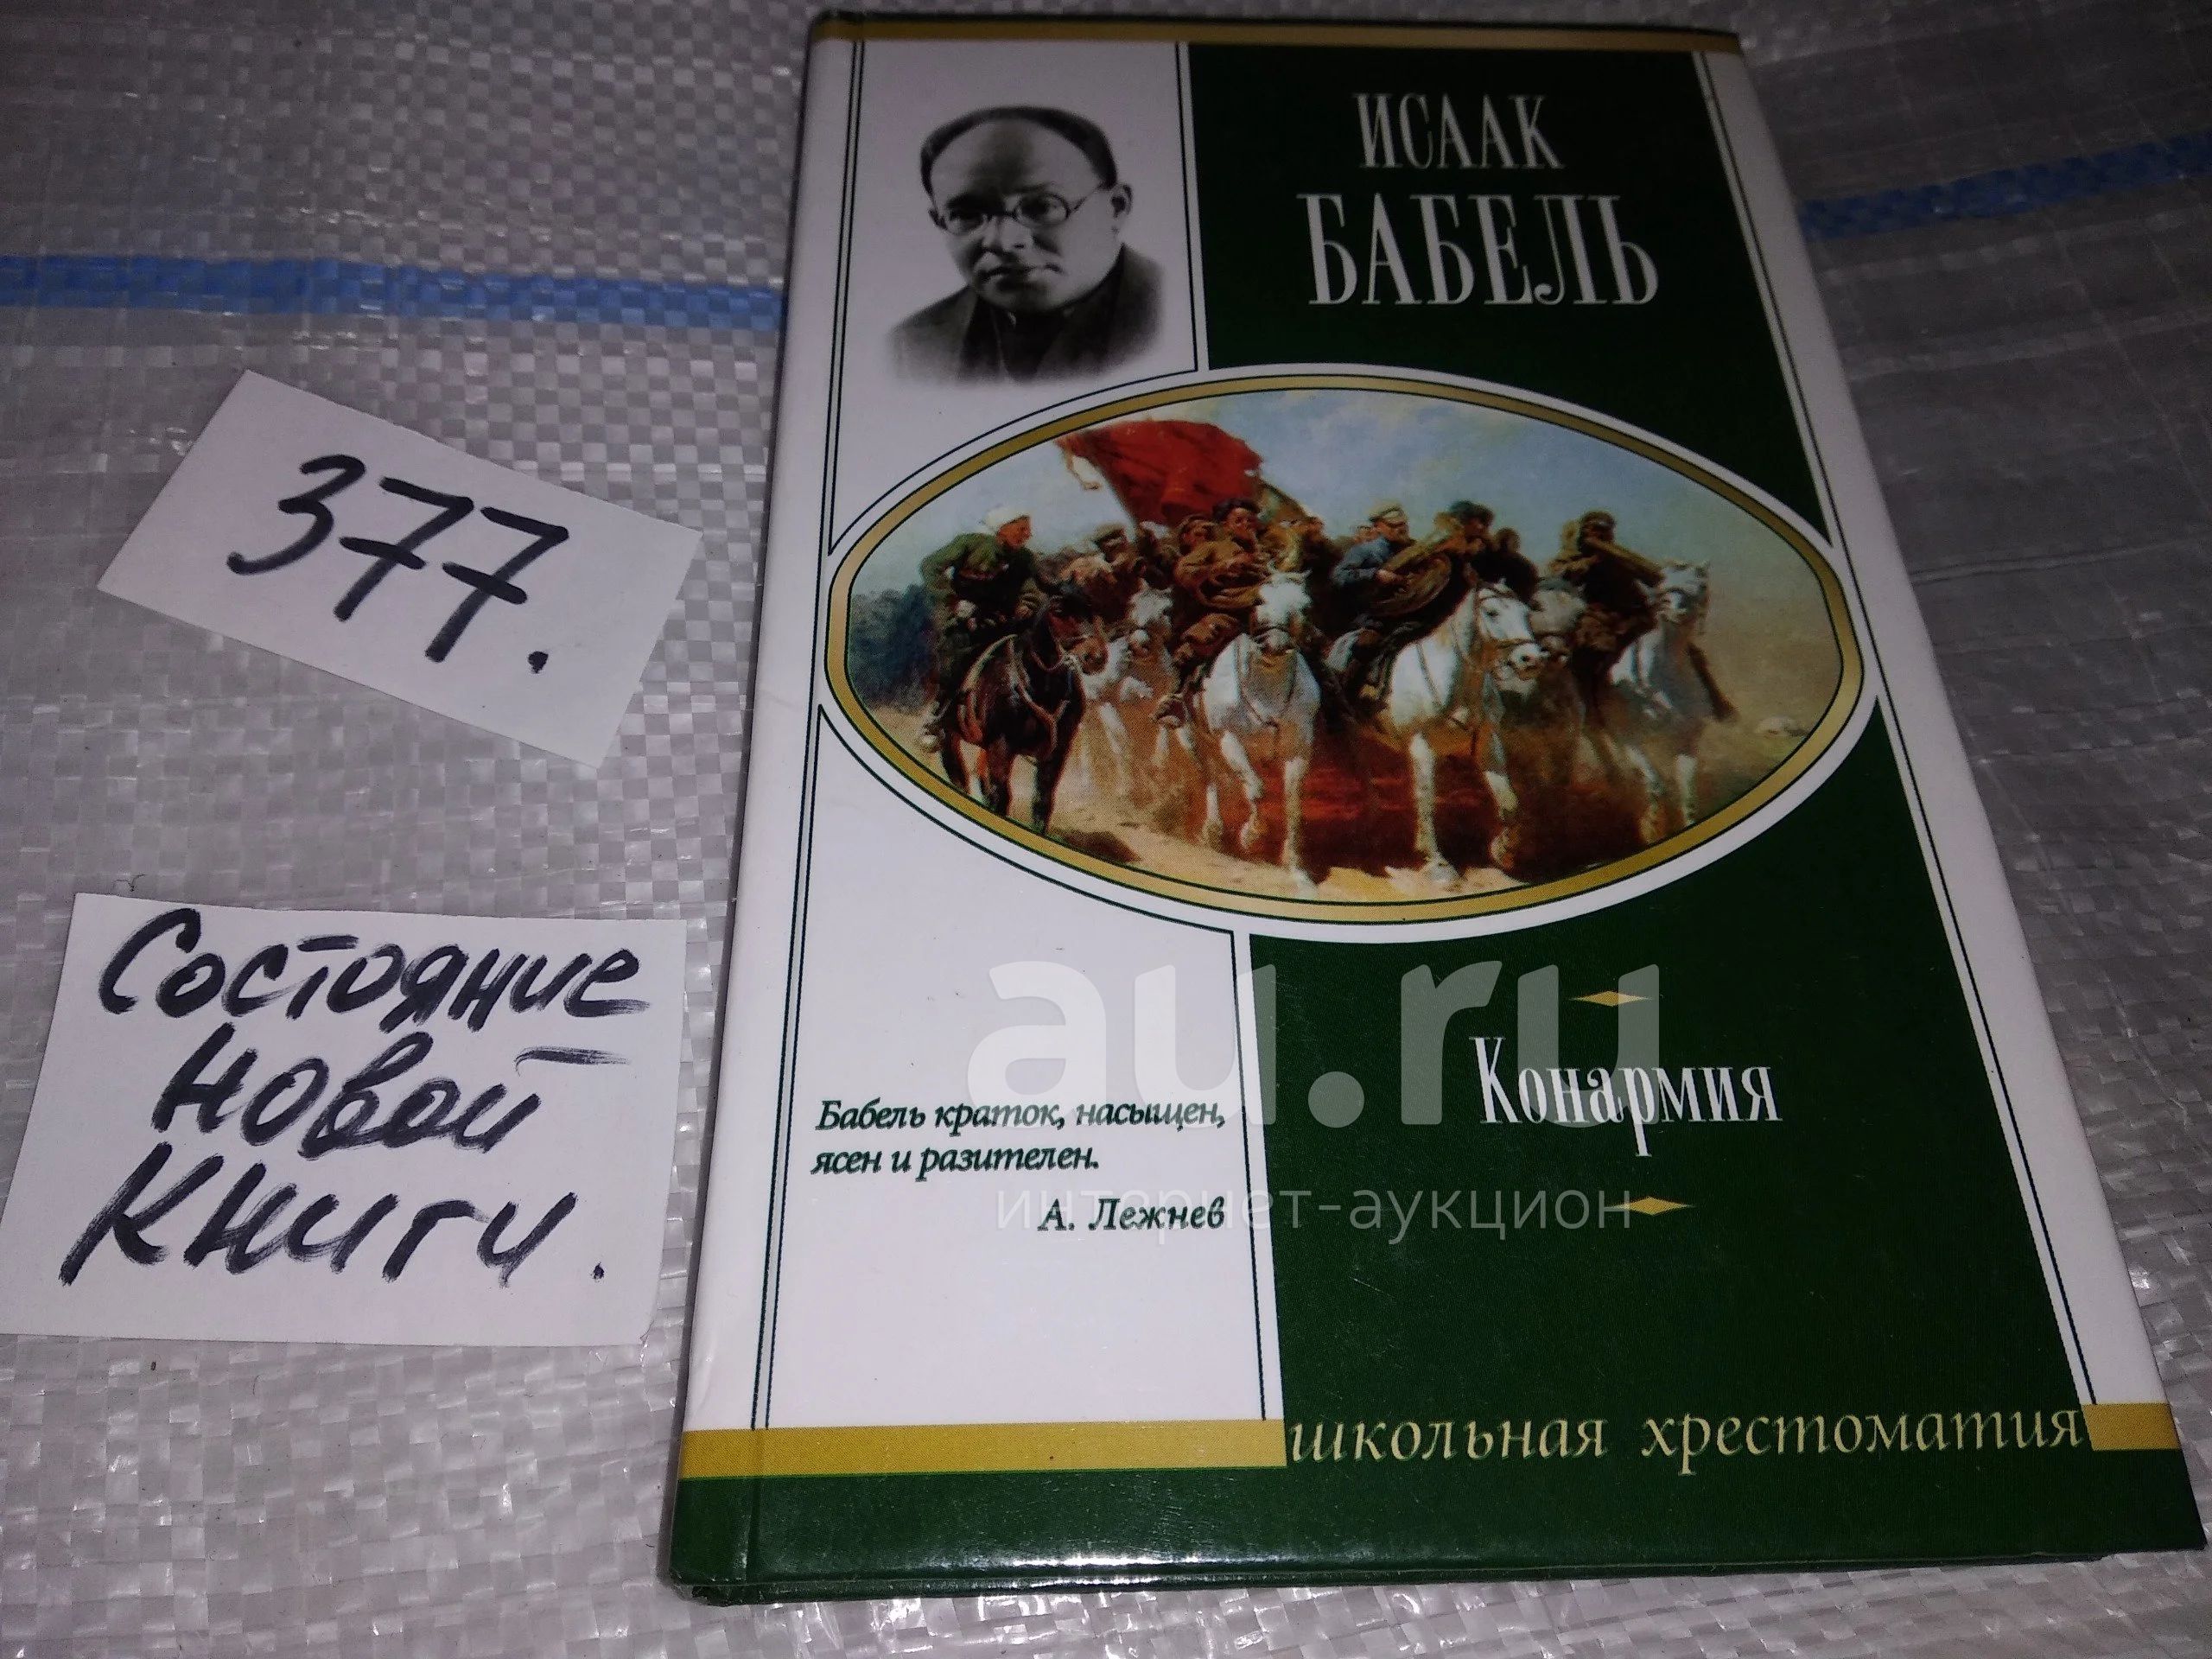 ИСААК
БАБЕЛЬ
377.
Состояние
новой
книги.
au.ru
интернет-аукцион
Конармия
Бабель краток, насыщен,
ясен и разителен.
А. Лежнев
школьная хрестоматия